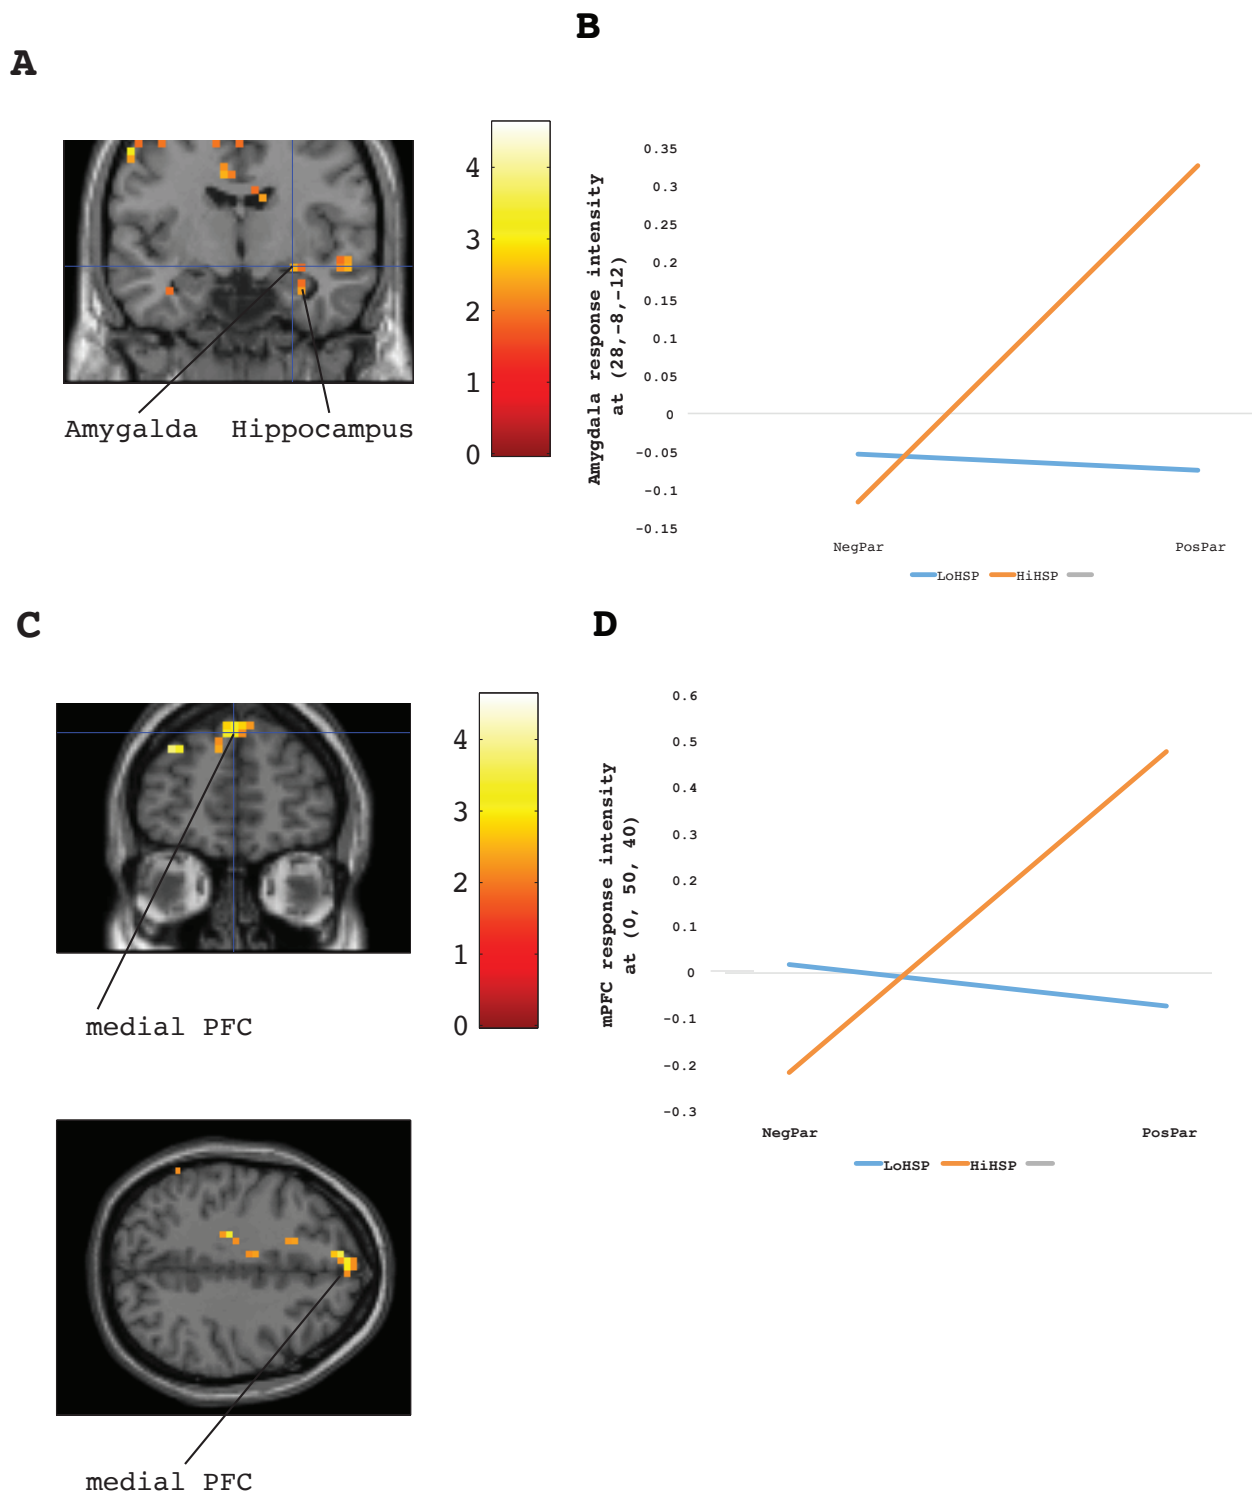 A
4
3
2
1
0
Amygalda Hippocampus
B
Amygdala response intensity
at (28,-8,-12)
0.35
0.3
0.25
0.2
0.15
0.1
0.05
0
-0.05
-0.1
-0.15
NegPar PosPar
LoHSP HiHSP
C
4
3
2
1
0
medial PFC
medial PFC
D
mPFC response intensity
at (0, 50, 40)
0.6
0.5
0.4
0.3
0.2
0.1
0
-0.1
-0.2
-0.3
NegPar PosPar
LoHSP HiHSP